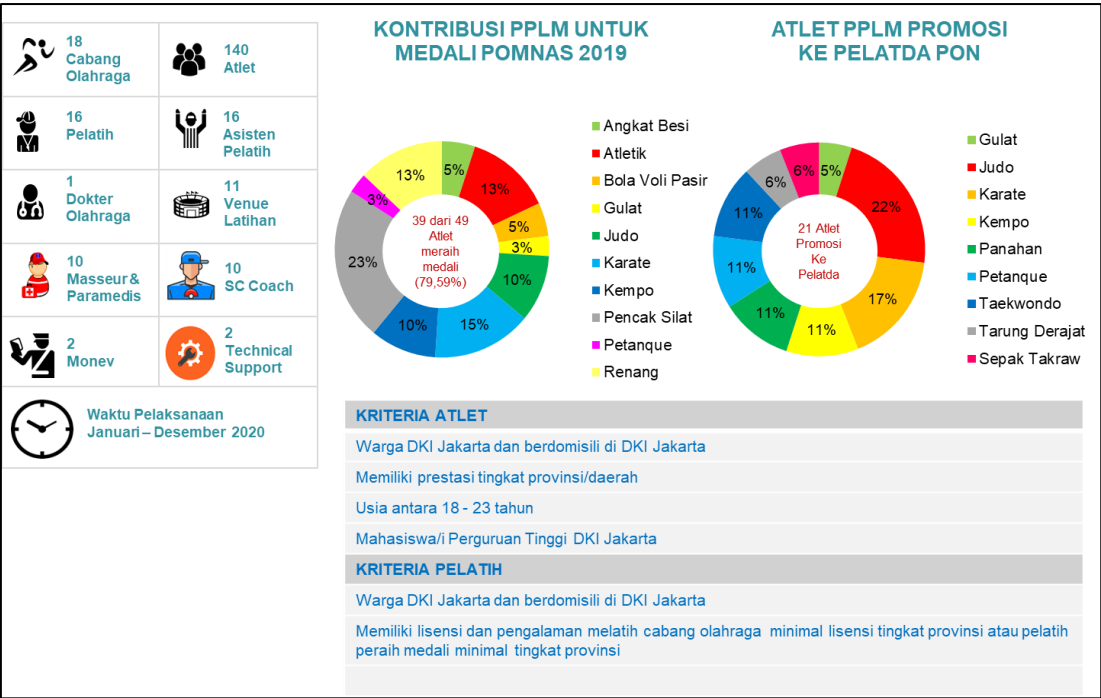 18
Cabang
Olahraga
140
Atlet
16
Pelatih
16
Asisten
Pelatih
1
Dokter
Olahraga
11
Venue
Latihan
10
Masseur &
Paramedis
10
SC Coach
2
Monev
2
Technical
Support
Waktu Pelaksanaan
Januari – Desember 2020
KONTRIBUSI PPLM UNTUK
MEDALI POMNAS 2019
5%
13%
5%
3%
10%
15%
10%
23%
3%
13%
39 dari 49
Atlet
meraih
medali
(79,59%)
Angkat Besi
Atletik
Bola Voli Pasir
Gulat
Judo
Karate
Kempo
Pencak Silat
Petanque
Renang
ATLET PPLM PROMOSI
KE PELATDA PON
5%
22%
17%
11%
11%
11%
11%
6%
6%
21 Atlet
Promosi
Ke
Pelatda
Gulat
Judo
Karate
Kempo
Panahan
Petanque
Taekwondo
Tarung Derajat
Sepak Takraw
KRITERIA ATLET
Warga DKI Jakarta dan berdomisili di DKI Jakarta
Memiliki prestasi tingkat provinsi/daerah
Usia antara 18 - 23 tahun
Mahasiswa/i Perguruan Tinggi DKI Jakarta
KRITERIA PELATIH
Warga DKI Jakarta dan berdomisili di DKI Jakarta
Memiliki lisensi dan pengalaman melatih cabang olahraga minimal lisensi tingkat provinsi atau pelatih
peraih medali minimal tingkat provinsi